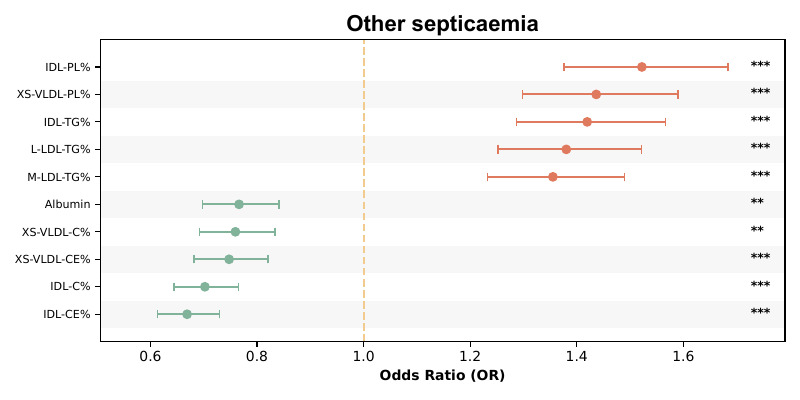 Other septicaemia
IDL-PL% ***
XS-VLDL-PL% ***
IDL-TG% ***
L-LDL-TG% ***
M-LDL-TG% ***
Albumin **
XS-VLDL-C% **
XS-VLDL-CE% ***
IDL-C% ***
IDL-CE% ***
0.6 0.8 1.0 1.2 1.4 1.6
Odds Ratio (OR)